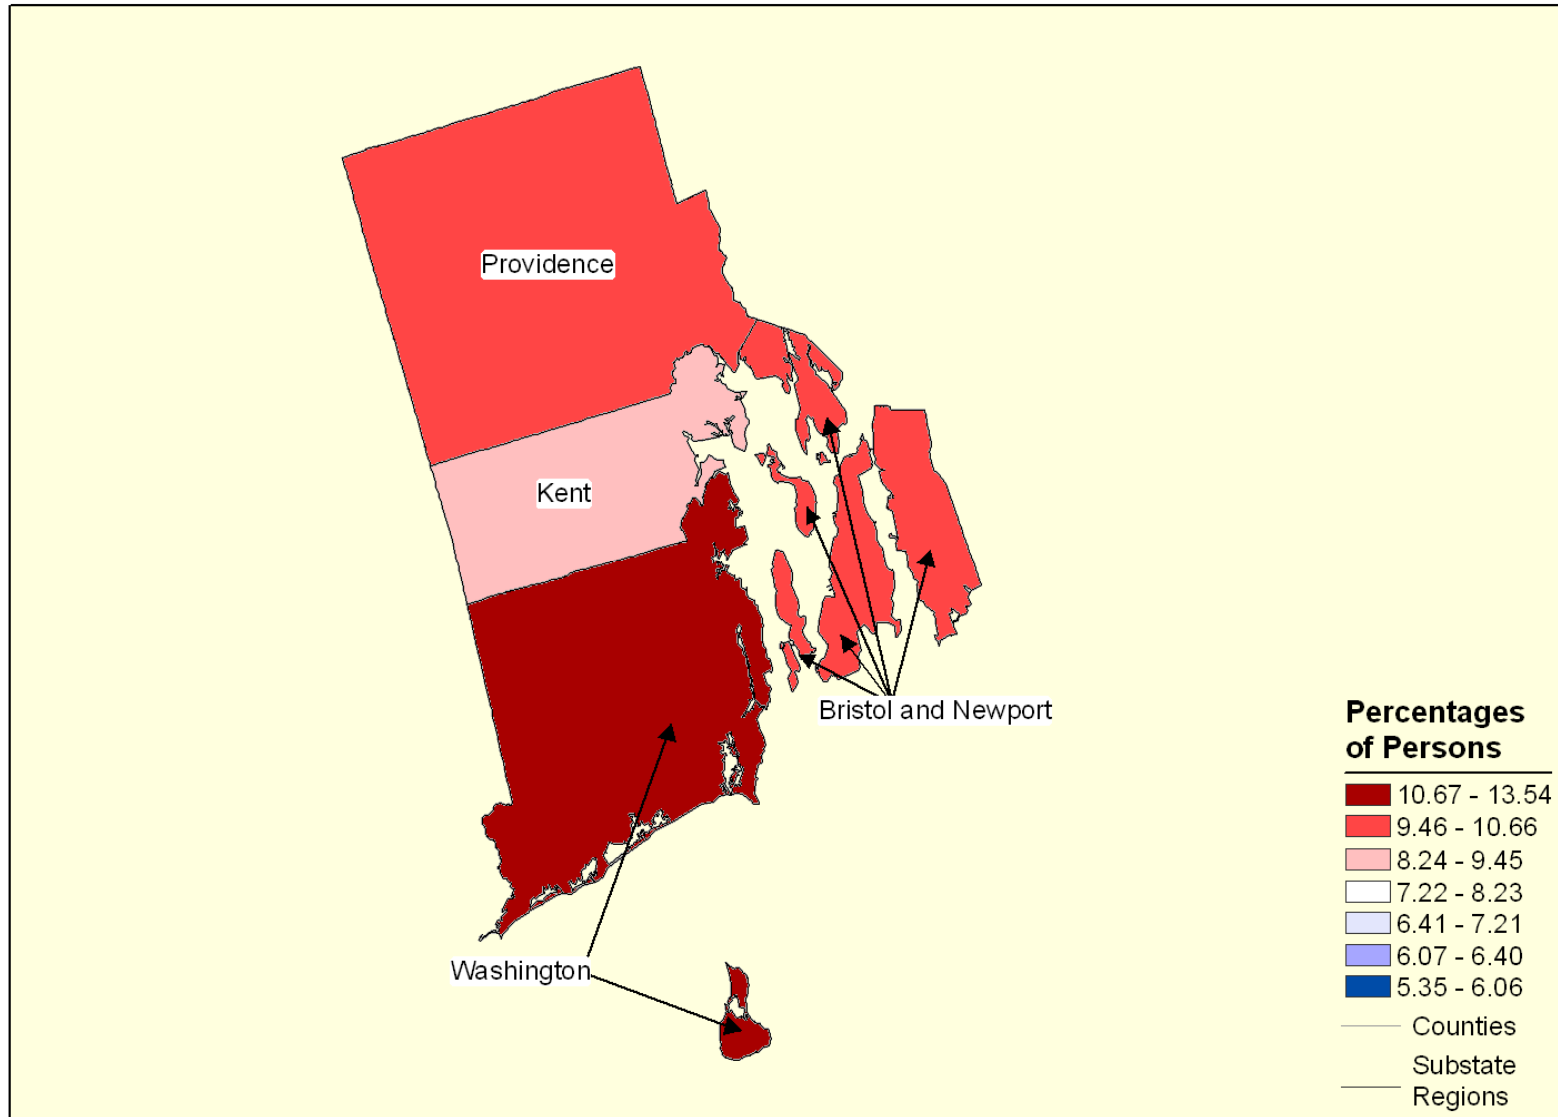 Providence
Kent
Bristol and Newport
Washington
Percentages
of Persons
10.67 - 13.54
9.46 - 10.66
8.24 - 9.45
7.22 - 8.23
6.41 - 7.21
6.07 - 6.40
5.35 - 6.06
Counties
Substate
Regions